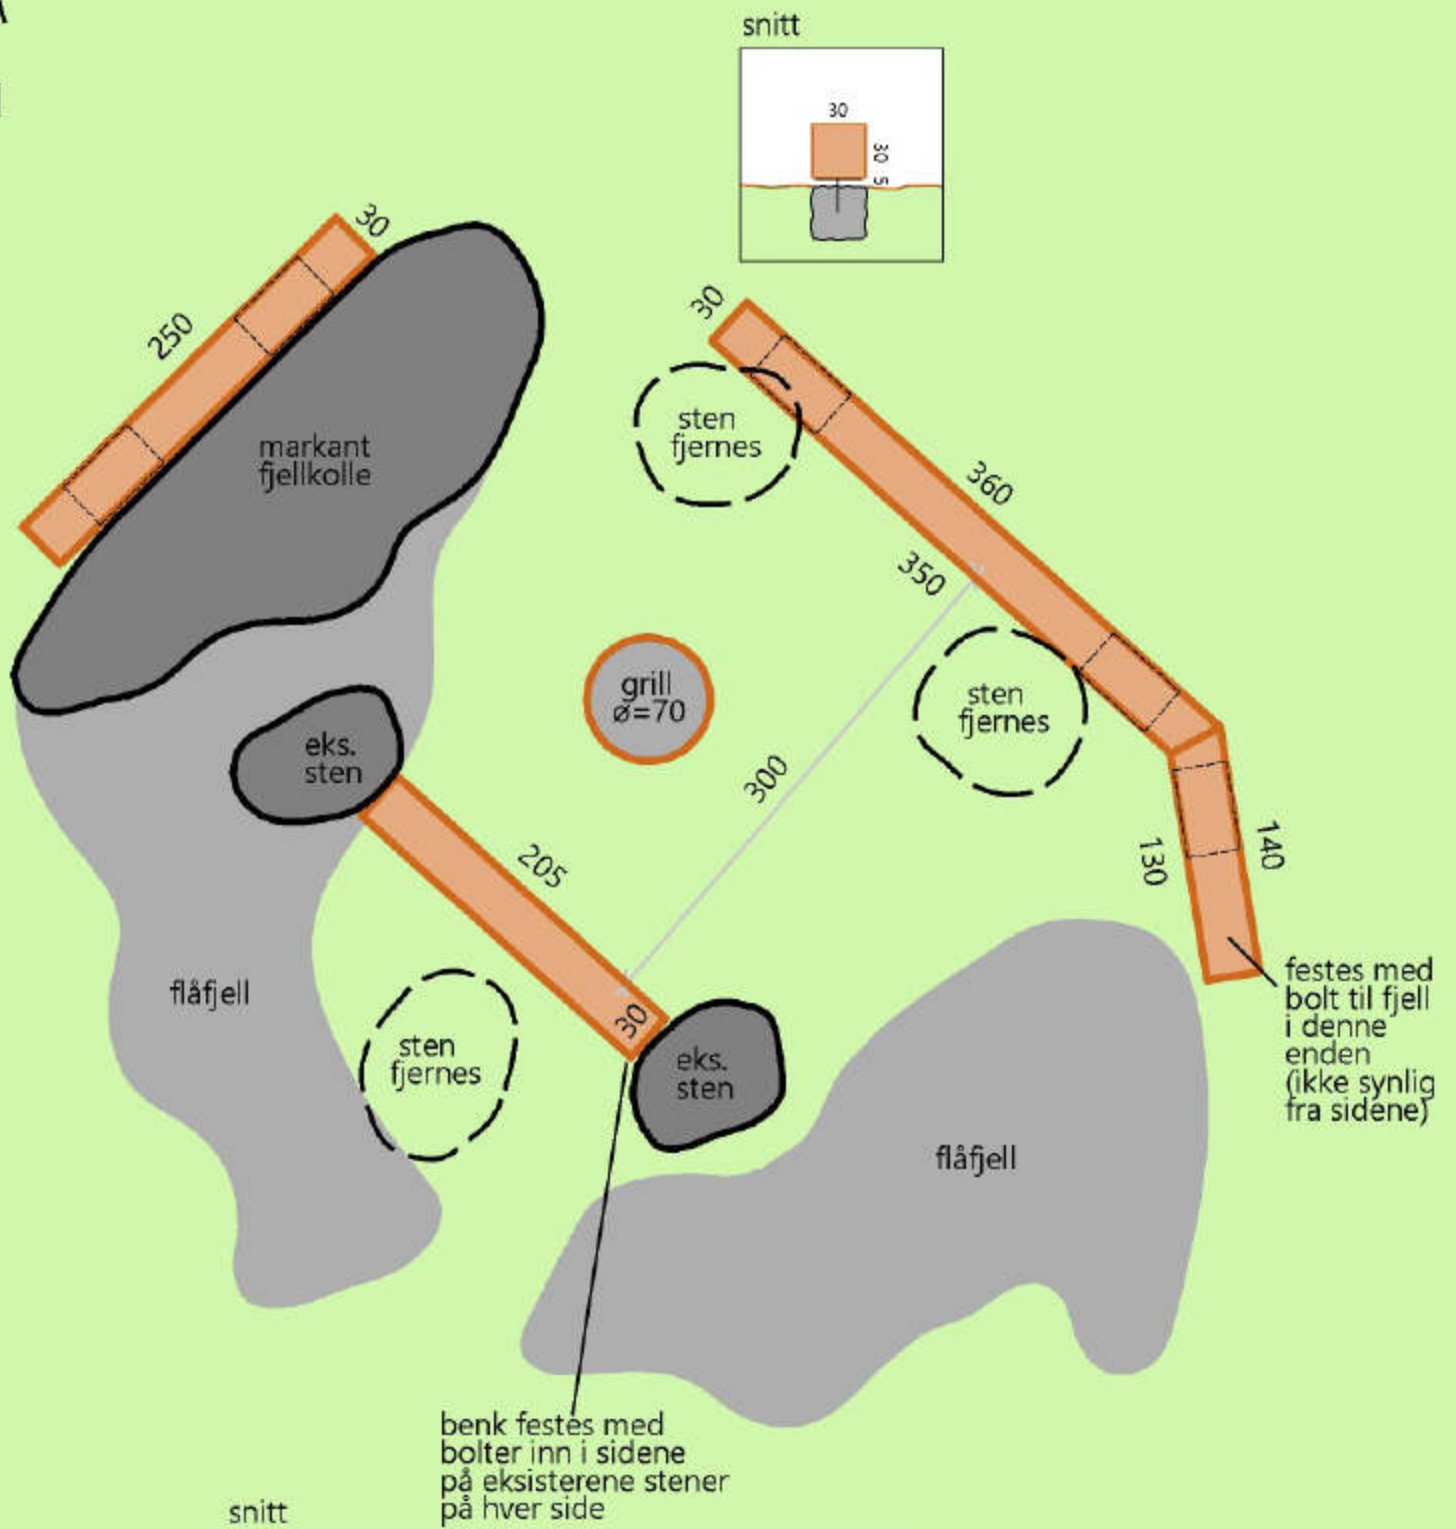 snitt
30
30
5
30
250
markant
fjellkolle
30
sten
fjernes
360
350
grill
ø=70
sten
fjernes
eks.
sten
300
205
130
140
flåfjell
30
sten
fjernes
eks.
sten
festes med
bolt til fjell
i denne
enden
(ikke synlig
fra sidene)
flåfjell
benk festes med
bolter inn i sidene
på eksisterene stener
på hver side
snitt